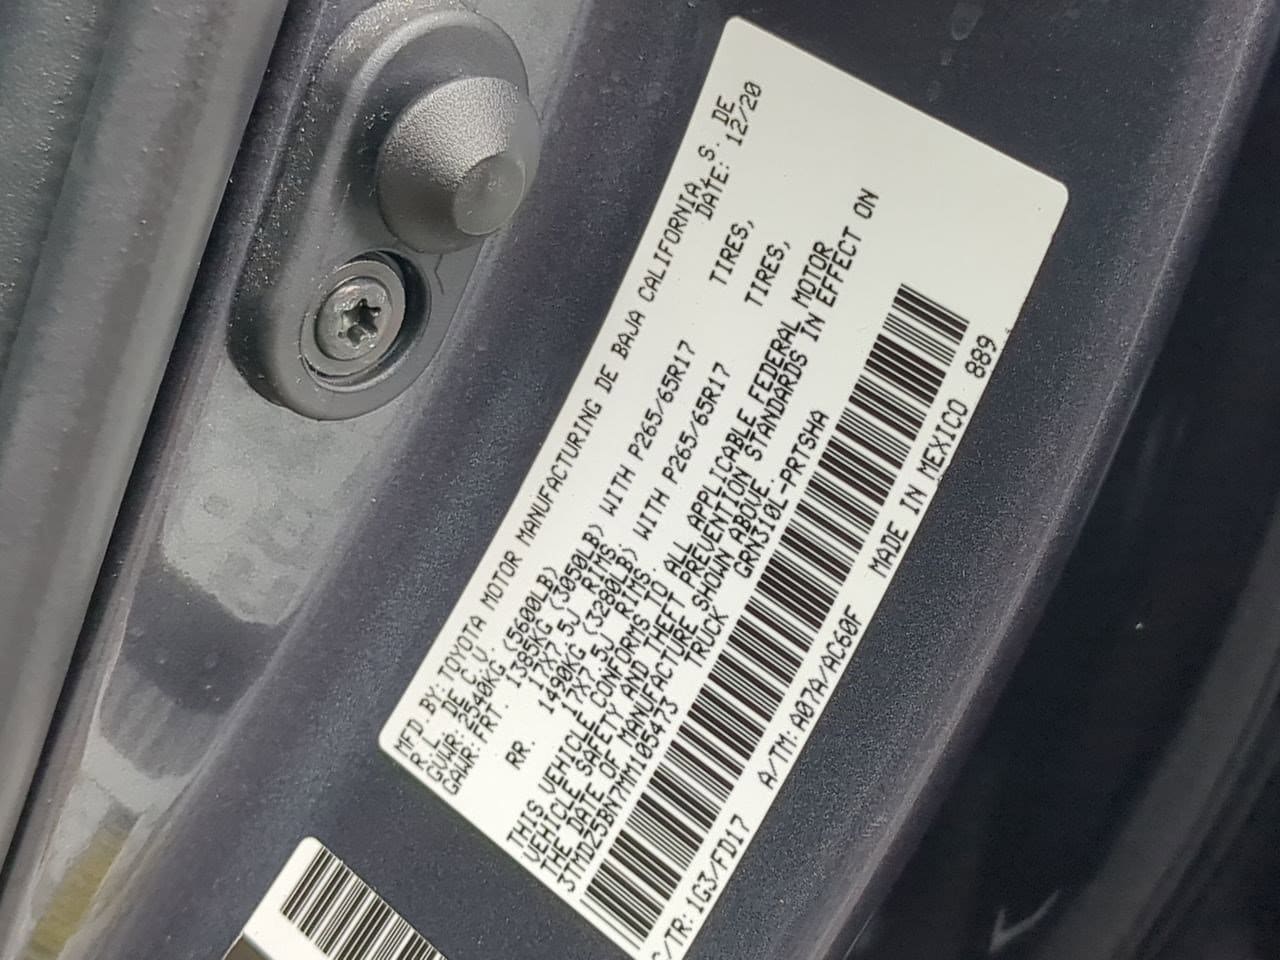 MFD. BY: TOYOTA MOTOR MANUFACTURING DE BAJA CALIFORNIA, S. DE
R.L. DE C.V. DATE: 12/20
GVWR: 2540KG (5600LB)
GAWR: FRT. 1385KG (3050LB) WITH P265/65R17 TIRES,
17X7.5J RIMS,
RR. 1490KG (3280LB) WITH P265/65R17 TIRES,
17X7.5J RIMS.
THIS VEHICLE CONFORMS TO ALL APPLICABLE FEDERAL MOTOR
VEHICLE SAFETY AND THEFT PREVENTION STANDARDS IN EFFECT ON
THE DATE OF MANUFACTURE SHOWN ABOVE.
3TMDZ5BN7MM105473 TRUCK GRN310L-PRTSHA
C/TR: 1G3/FD17 A/TM: A07A/AC60F MADE IN MEXICO 889